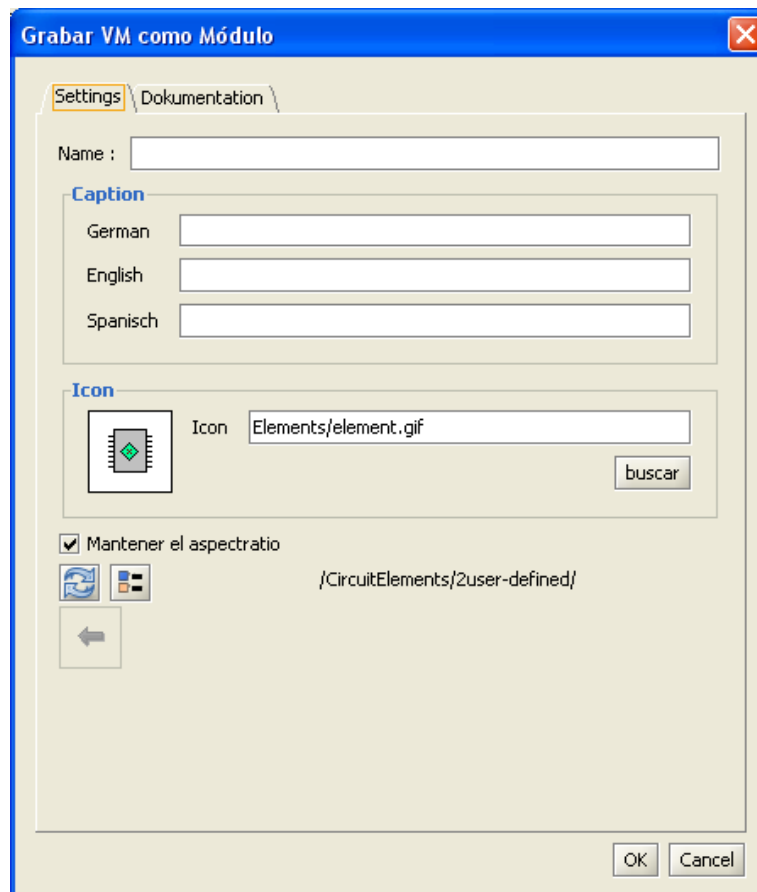 Grabar VM como Módulo
Settings Dokumentation
Name :
Caption
German
English
Spanisch
Icon
Icon Elements/element.gif
buscar
Mantener el aspectratio
/CircuitElements/2user-defined/
OK Cancel